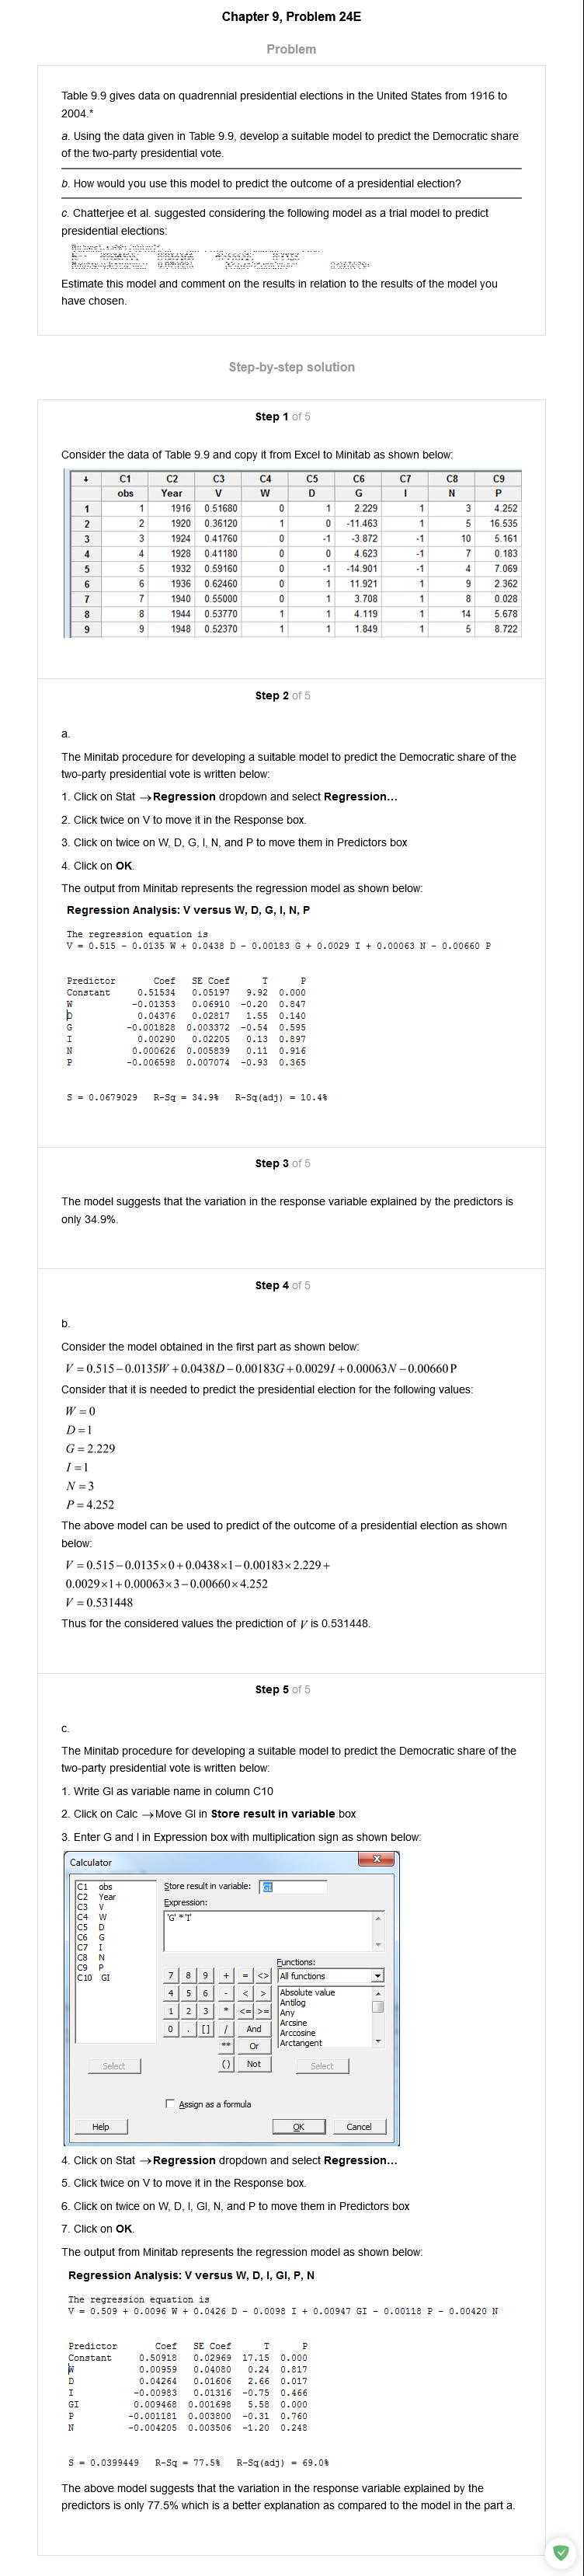 Chapter 9, Problem 24E
Problem
Table 9.9 gives data on quadrennial presidential elections in the United States from 1916 to
2004.*
a. Using the data given in Table 9.9, develop a suitable model to predict the Democratic share
of the two-party presidential vote.
b. How would you use this model to predict the outcome of a presidential election?
c. Chatterjee et al. suggested considering the following model as a trial model to predict
presidential elections:
Estimate this model and comment on the results in relation to the results of the model you
have chosen.
Step-by-step solution
Step 1 of 5
Consider the data of Table 9.9 and copy it from Excel to Minitab as shown below:
↓ C1 C2 C3 C4 C5 C6 C7 C8 C9
obs Year V W D G I N P
1 1 1916 0.51680 0 1 2.229 1 3 4.252
2 2 1920 0.36120 1 0 -11.463 1 5 16.535
3 3 1924 0.41760 0 -1 -3.872 -1 10 5.161
4 4 1928 0.41180 0 0 4.623 -1 7 0.183
5 5 1932 0.59160 0 -1 -14.901 -1 4 7.069
6 6 1936 0.62460 0 1 11.921 1 9 2.362
7 7 1940 0.55000 0 1 3.708 1 8 0.028
8 8 1944 0.53770 1 1 4.119 1 14 5.678
9 9 1948 0.52370 1 1 1.849 1 5 8.722
Step 2 of 5
a.
The Minitab procedure for developing a suitable model to predict the Democratic share of the
two-party presidential vote is written below:
1. Click on Stat →Regression dropdown and select Regression...
2. Click twice on V to move it in the Response box.
3. Click on twice on W, D, G, I, N, and P to move them in Predictors box
4. Click on OK.
The output from Minitab represents the regression model as shown below:
Regression Analysis: V versus W, D, G, I, N, P
The regression equation is
V = 0.515 - 0.0135 W + 0.0438 D - 0.00183 G + 0.0029 I + 0.00063 N - 0.00660 P
Predictor Coef SE Coef T P
Constant 0.51534 0.05197 9.92 0.000
W -0.01353 0.06910 -0.20 0.847
D 0.04376 0.02817 1.55 0.140
G -0.001828 0.003372 -0.54 0.595
I 0.00290 0.02205 0.13 0.897
N 0.000626 0.005839 0.11 0.916
P -0.006598 0.007074 -0.93 0.365
S = 0.0679029 R-Sq = 34.9% R-Sq(adj) = 10.4%
Step 3 of 5
The model suggests that the variation in the response variable explained by the predictors is
only 34.9%.
Step 4 of 5
b.
Consider the model obtained in the first part as shown below:
V = 0.515 − 0.0135W + 0.0438D − 0.00183G + 0.0029I + 0.00063N − 0.00660P
Consider that it is needed to predict the presidential election for the following values:
W = 0
D = 1
G = 2.229
I = 1
N = 3
P = 4.252
The above model can be used to predict of the outcome of a presidential election as shown
below:
V = 0.515 − 0.0135×0 + 0.0438×1 − 0.00183×2.229 +
0.0029×1 + 0.00063×3 − 0.00660×4.252
V = 0.531448
Thus for the considered values the prediction of V is 0.531448.
Step 5 of 5
c.
The Minitab procedure for developing a suitable model to predict the Democratic share of the
two-party presidential vote is written below:
1. Write GI as variable name in column C10
2. Click on Calc →Move GI in Store result in variable box
3. Enter G and I in Expression box with multiplication sign as shown below:
Calculator
X
C1 obs
C2 Year
C3 V
C4 W
C5 D
C6 G
C7 I
C8 N
C9 P
C10 GI
Store result in variable: GI
Expression:
'G' * 'I'
Functions:
7 8 9 + = <> All functions
4 5 6 - < > Absolute value
Antilog
1 2 3 * <= >= Any
Arcsine
0 . [] / And Arccosine
** Or Arctangent
Select () Not Select
Assign as a formula
Help OK Cancel
4. Click on Stat →Regression dropdown and select Regression...
5. Click twice on V to move it in the Response box.
6. Click on twice on W, D, I, GI, N, and P to move them in Predictors box
7. Click on OK.
The output from Minitab represents the regression model as shown below:
Regression Analysis: V versus W, D, I, GI, P, N
The regression equation is
V = 0.509 + 0.0096 W + 0.0426 D - 0.0098 I + 0.00947 GI - 0.00118 P - 0.00420 N
Predictor Coef SE Coef T P
Constant 0.50918 0.02969 17.15 0.000
W 0.00959 0.04080 0.24 0.817
D 0.04264 0.01606 2.66 0.017
I -0.00983 0.01316 -0.75 0.466
GI 0.009468 0.001698 5.58 0.000
P -0.001181 0.003800 -0.31 0.760
N -0.004205 0.003506 -1.20 0.248
S = 0.0399449 R-Sq = 77.5% R-Sq(adj) = 69.0%
The above model suggests that the variation in the response variable explained by the
predictors is only 77.5% which is a better explanation as compared to the model in the part a.